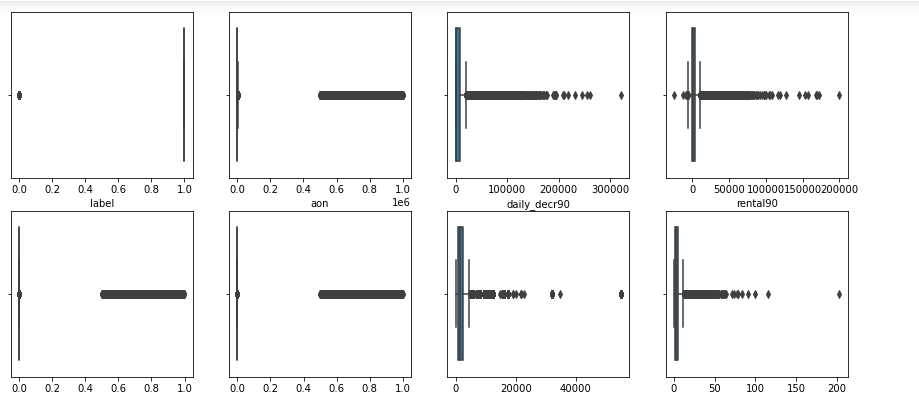 0.0 0.2 0.4 0.6 0.8 1.0
label
0.0 0.2 0.4 0.6 0.8 1.0
aon
1e6
0 100000 200000 300000
daily_decr90
0 50000 100000 150000 200000
rental90
0.0 0.2 0.4 0.6 0.8 1.0
0.0 0.2 0.4 0.6 0.8 1.0
0 20000 40000
0 50 100 150 200